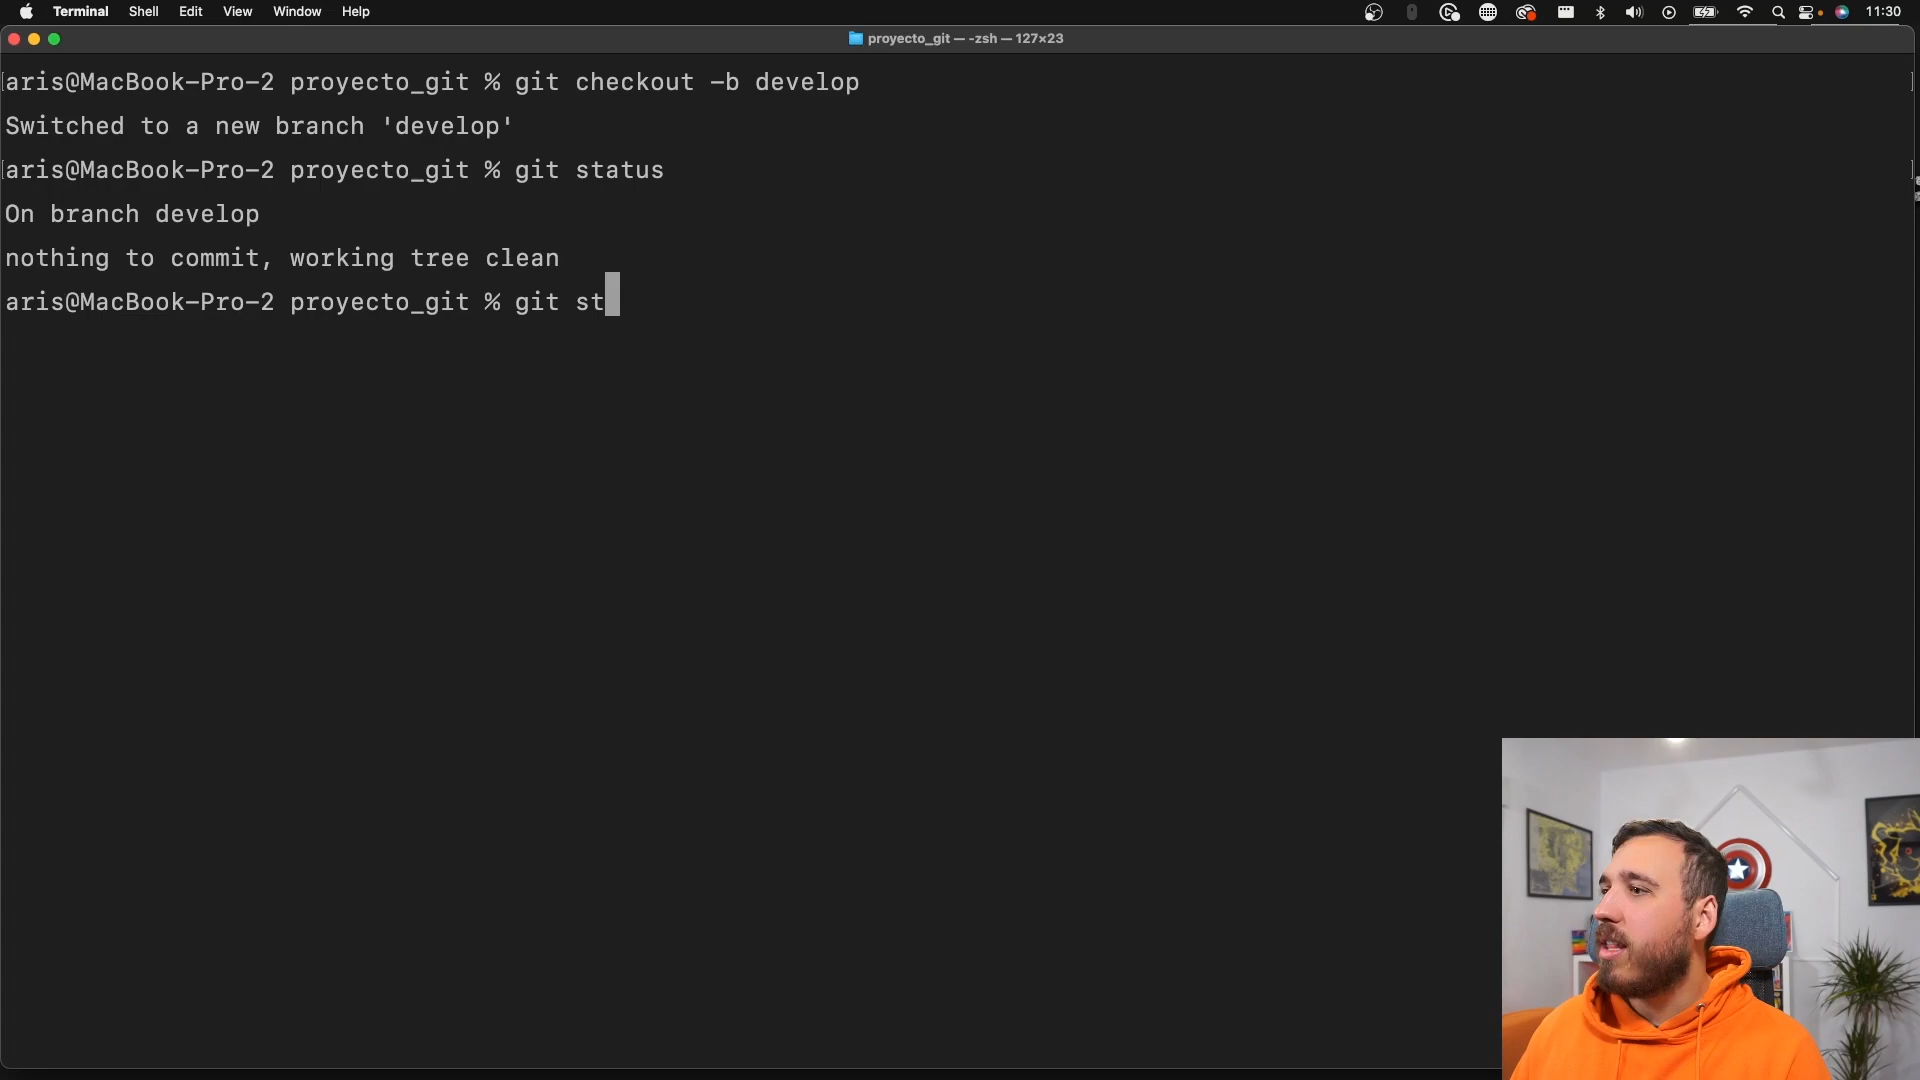 Terminal Shell Edit View Window Help 11:30
proyecto_git — -zsh — 127×23
aris@MacBook-Pro-2 proyecto_git % git checkout -b develop
Switched to a new branch 'develop'
aris@MacBook-Pro-2 proyecto_git % git status
On branch develop
nothing to commit, working tree clean
aris@MacBook-Pro-2 proyecto_git % git st